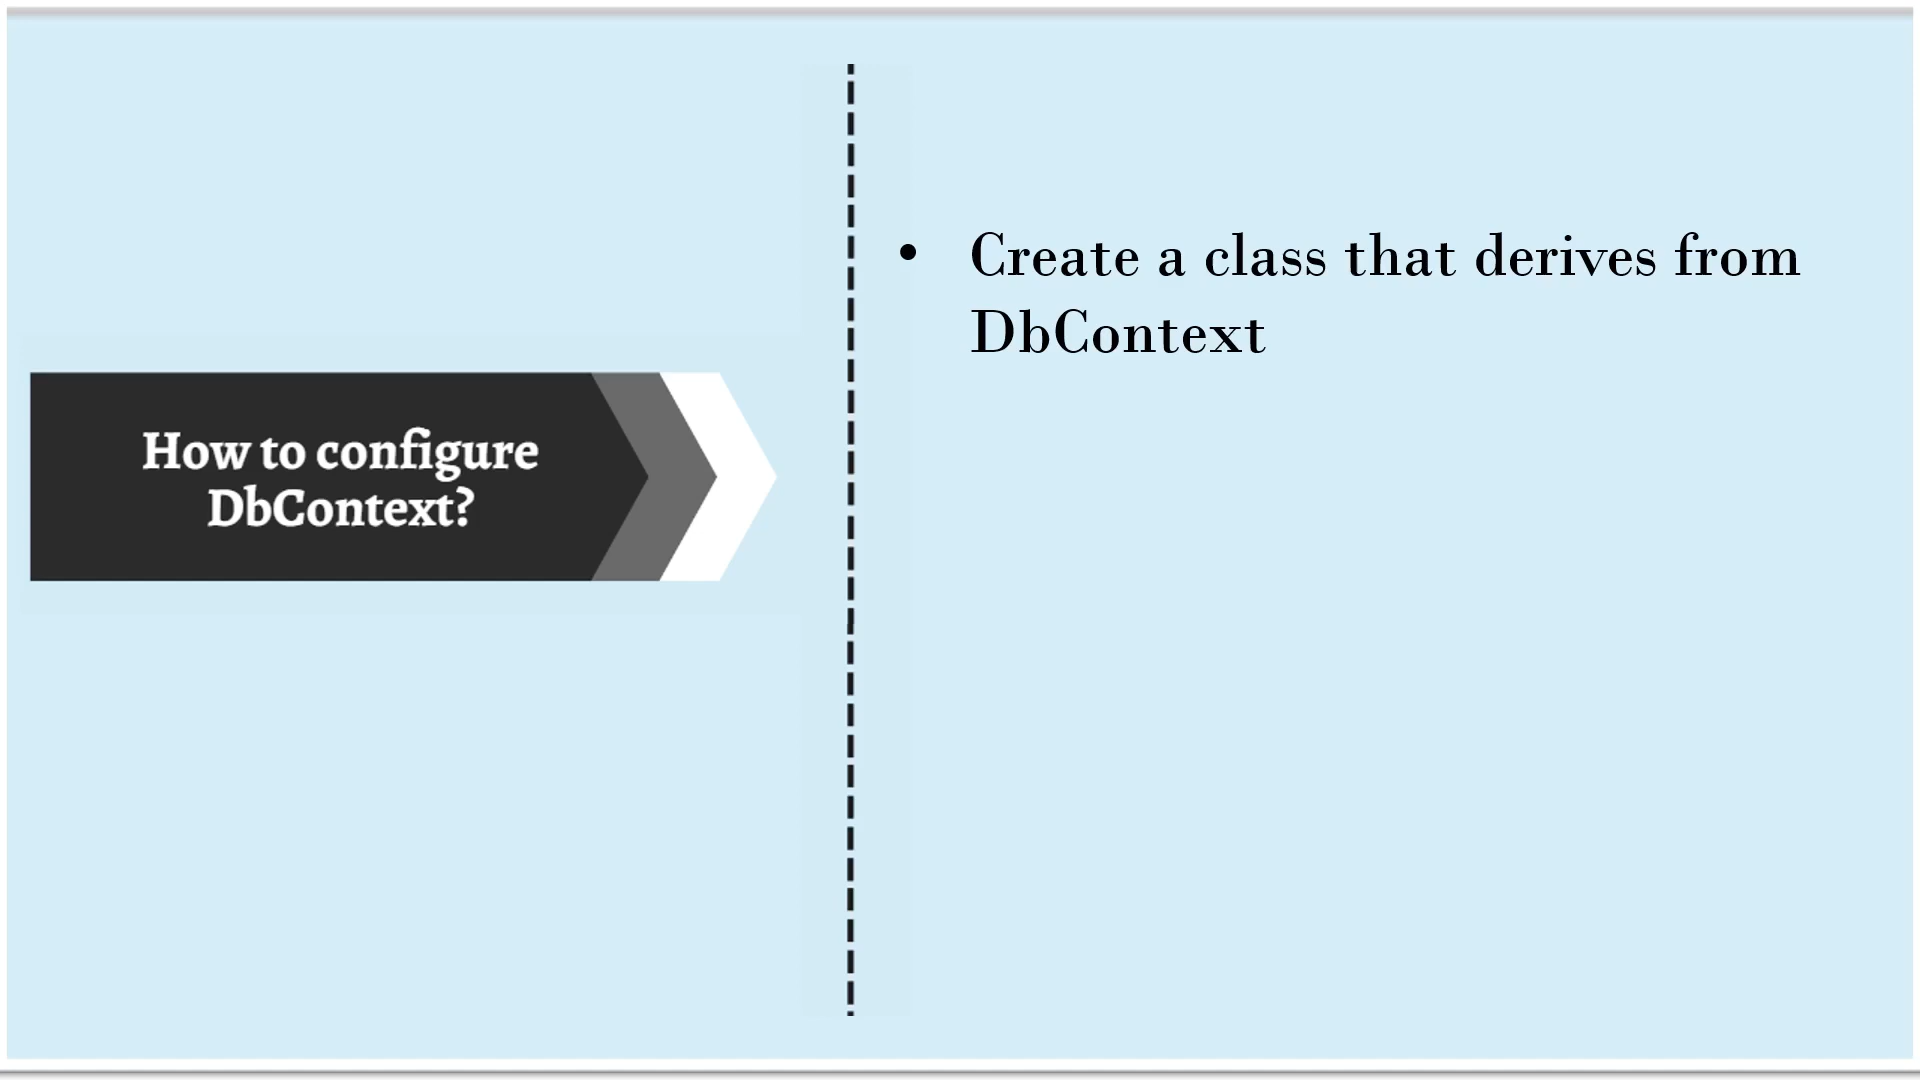 How to configure
DbContext?
• Create a class that derives from
DbContext